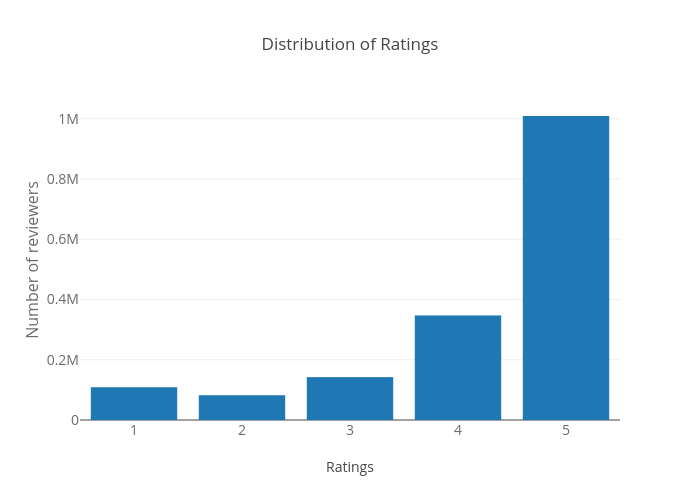 Distribution of Ratings
1M
0.8M
0.6M
0.4M
0.2M
0
Number of reviewers
1 2 3 4 5
Ratings